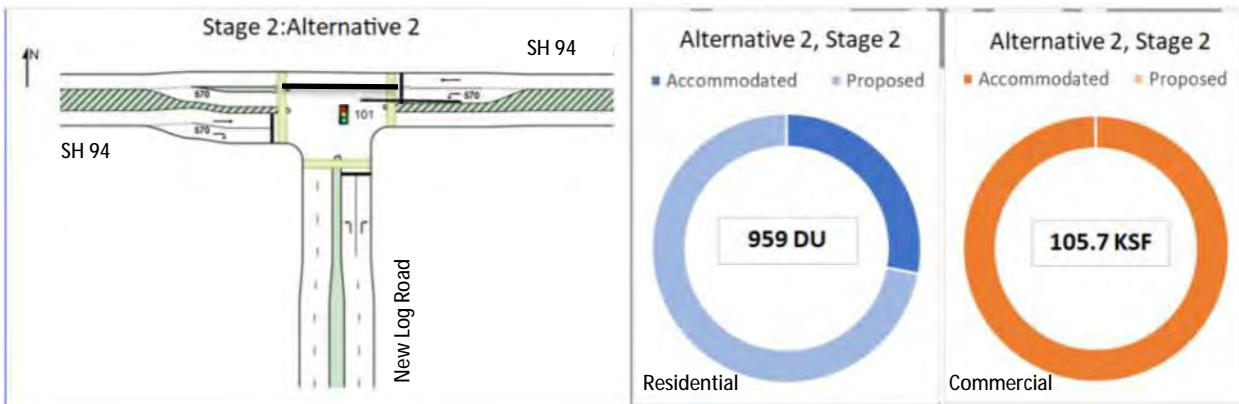 Stage 2:Alternative 2
N
SH 94
570
570
101
570
SH 94
New Log Road
Alternative 2, Stage 2
Accommodated Proposed
959 DU
Residential
Alternative 2, Stage 2
Accommodated Proposed
105.7 KSF
Commercial